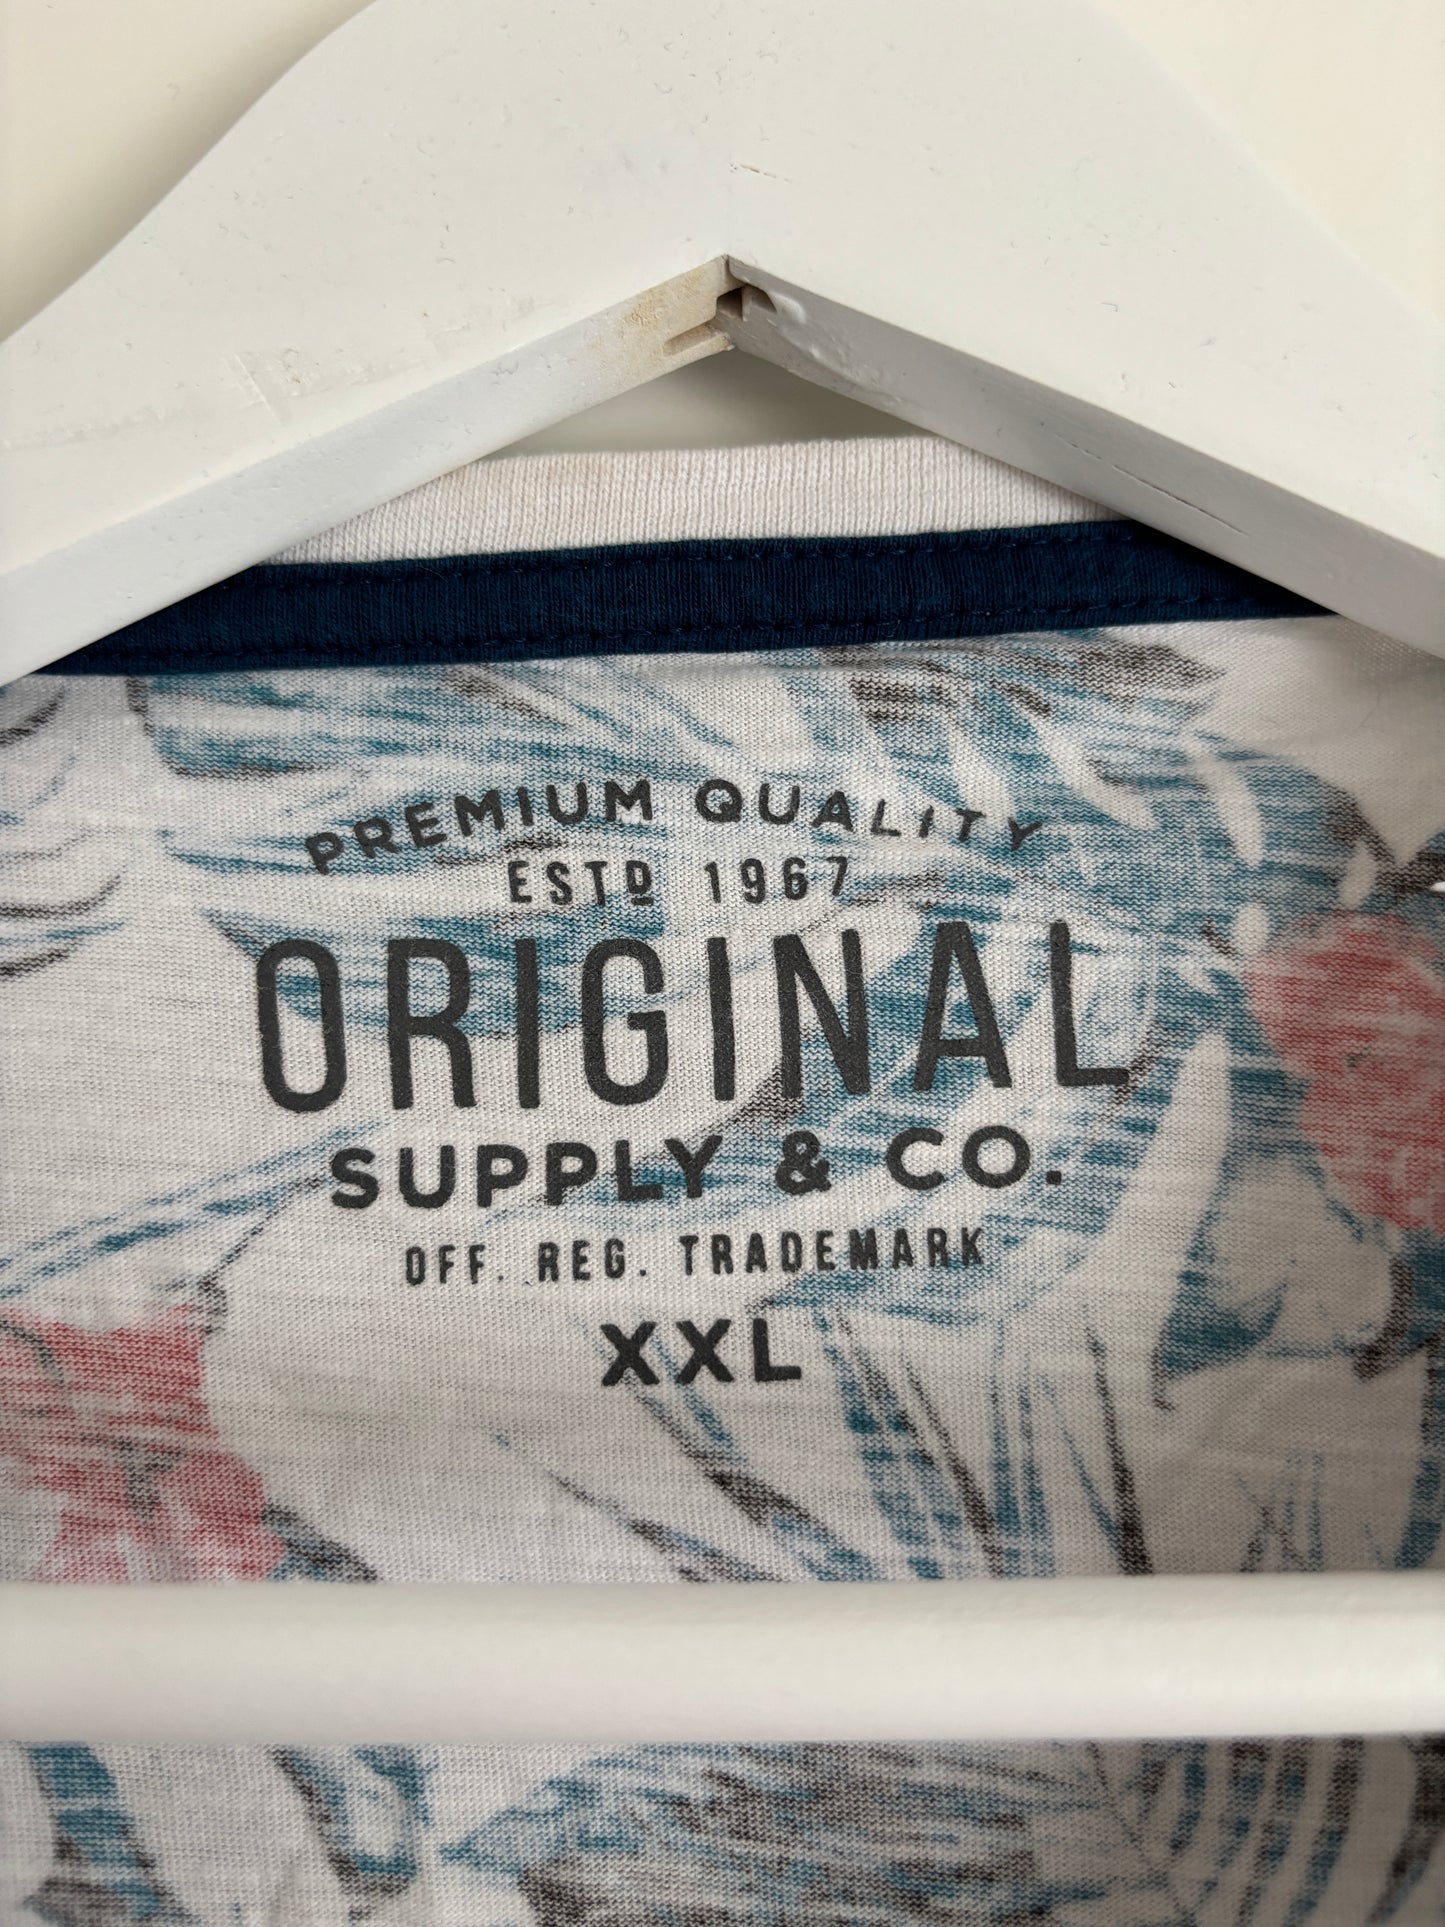 PREMIUM QUALITY
ESTD 1967
ORIGINAL
SUPPLY & CO.
OFF. REG. TRADEMARK
XXL